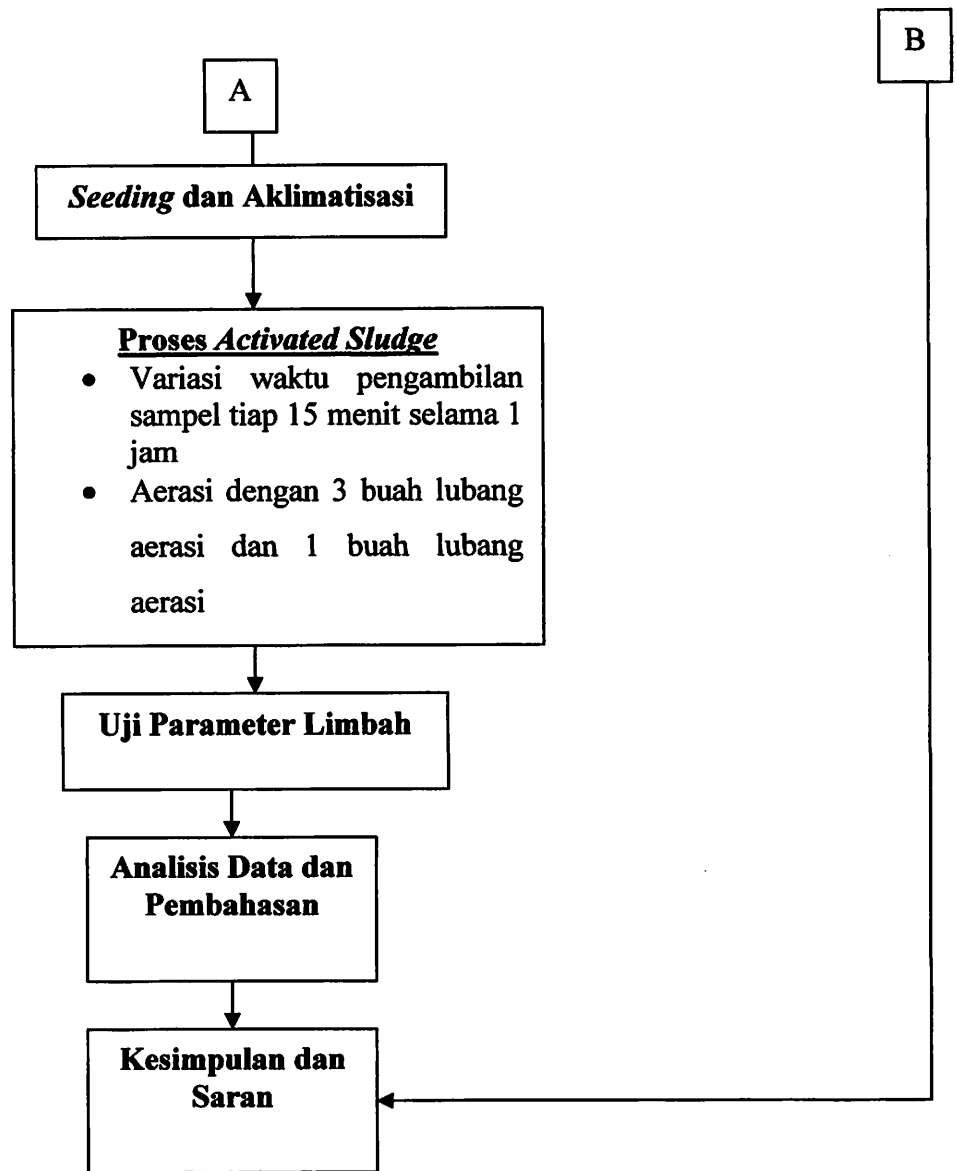 B
A
Seeding dan Aklimatisasi
Proses Activated Sludge
• Variasi waktu pengambilan
sampel tiap 15 menit selama 1
jam
• Aerasi dengan 3 buah lubang
aerasi dan 1 buah lubang
aerasi
Uji Parameter Limbah
Analisis Data dan
Pembahasan
Kesimpulan dan
Saran